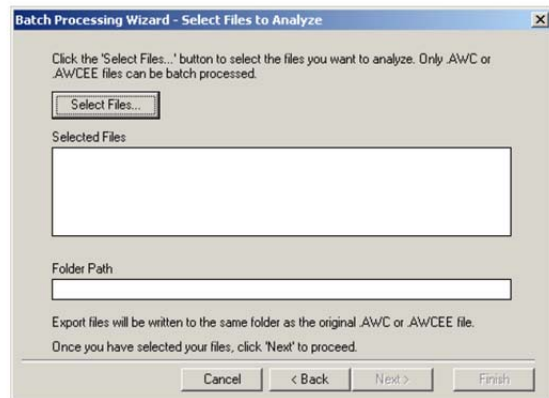 Batch Processing Wizard - Select Files to Analyze
Click the 'Select Files...' button to select the files you want to analyze. Only .AWC or
.AWCEE files can be batch processed.
Select Files...
Selected Files
Folder Path
Export files will be written to the same folder as the original .AWC or .AWCEE file.
Once you have selected your files, click 'Next' to proceed.
Cancel
< Back
Next >
Finish